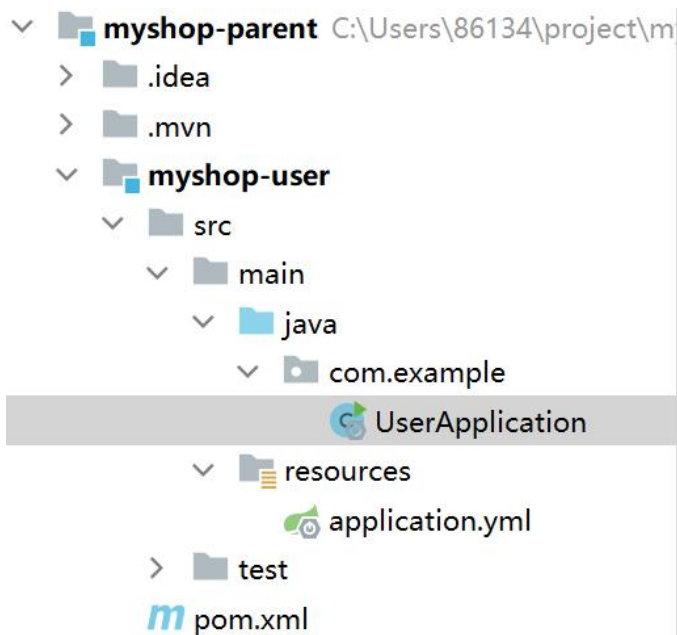 myshop-parent C:\Users\86134\project\m
.idea
.mvn
myshop-user
src
main
java
com.example
UserApplication
resources
application.yml
test
pom.xml